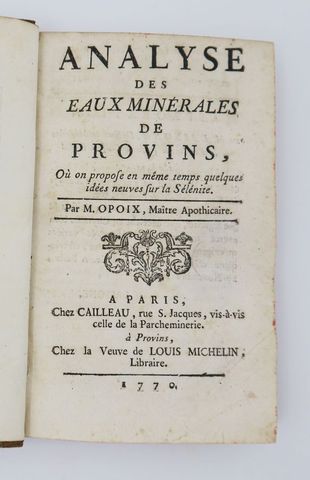 ANALYSE
DES
EAUX MINÉRALES
DE
PROVINS,
Où on propoſe en même temps quelques
idées neuves ſur la Sélénite.
Par M. OPOIX, Maître Apothicaire.
A PARIS,
Chez CAILLEAU, rue S. Jacques, vis-à-vis
celle de la Parcheminerie.
à Provins,
Chez la Veuve de LOUIS MICHELIN,
Libraire.
1770.